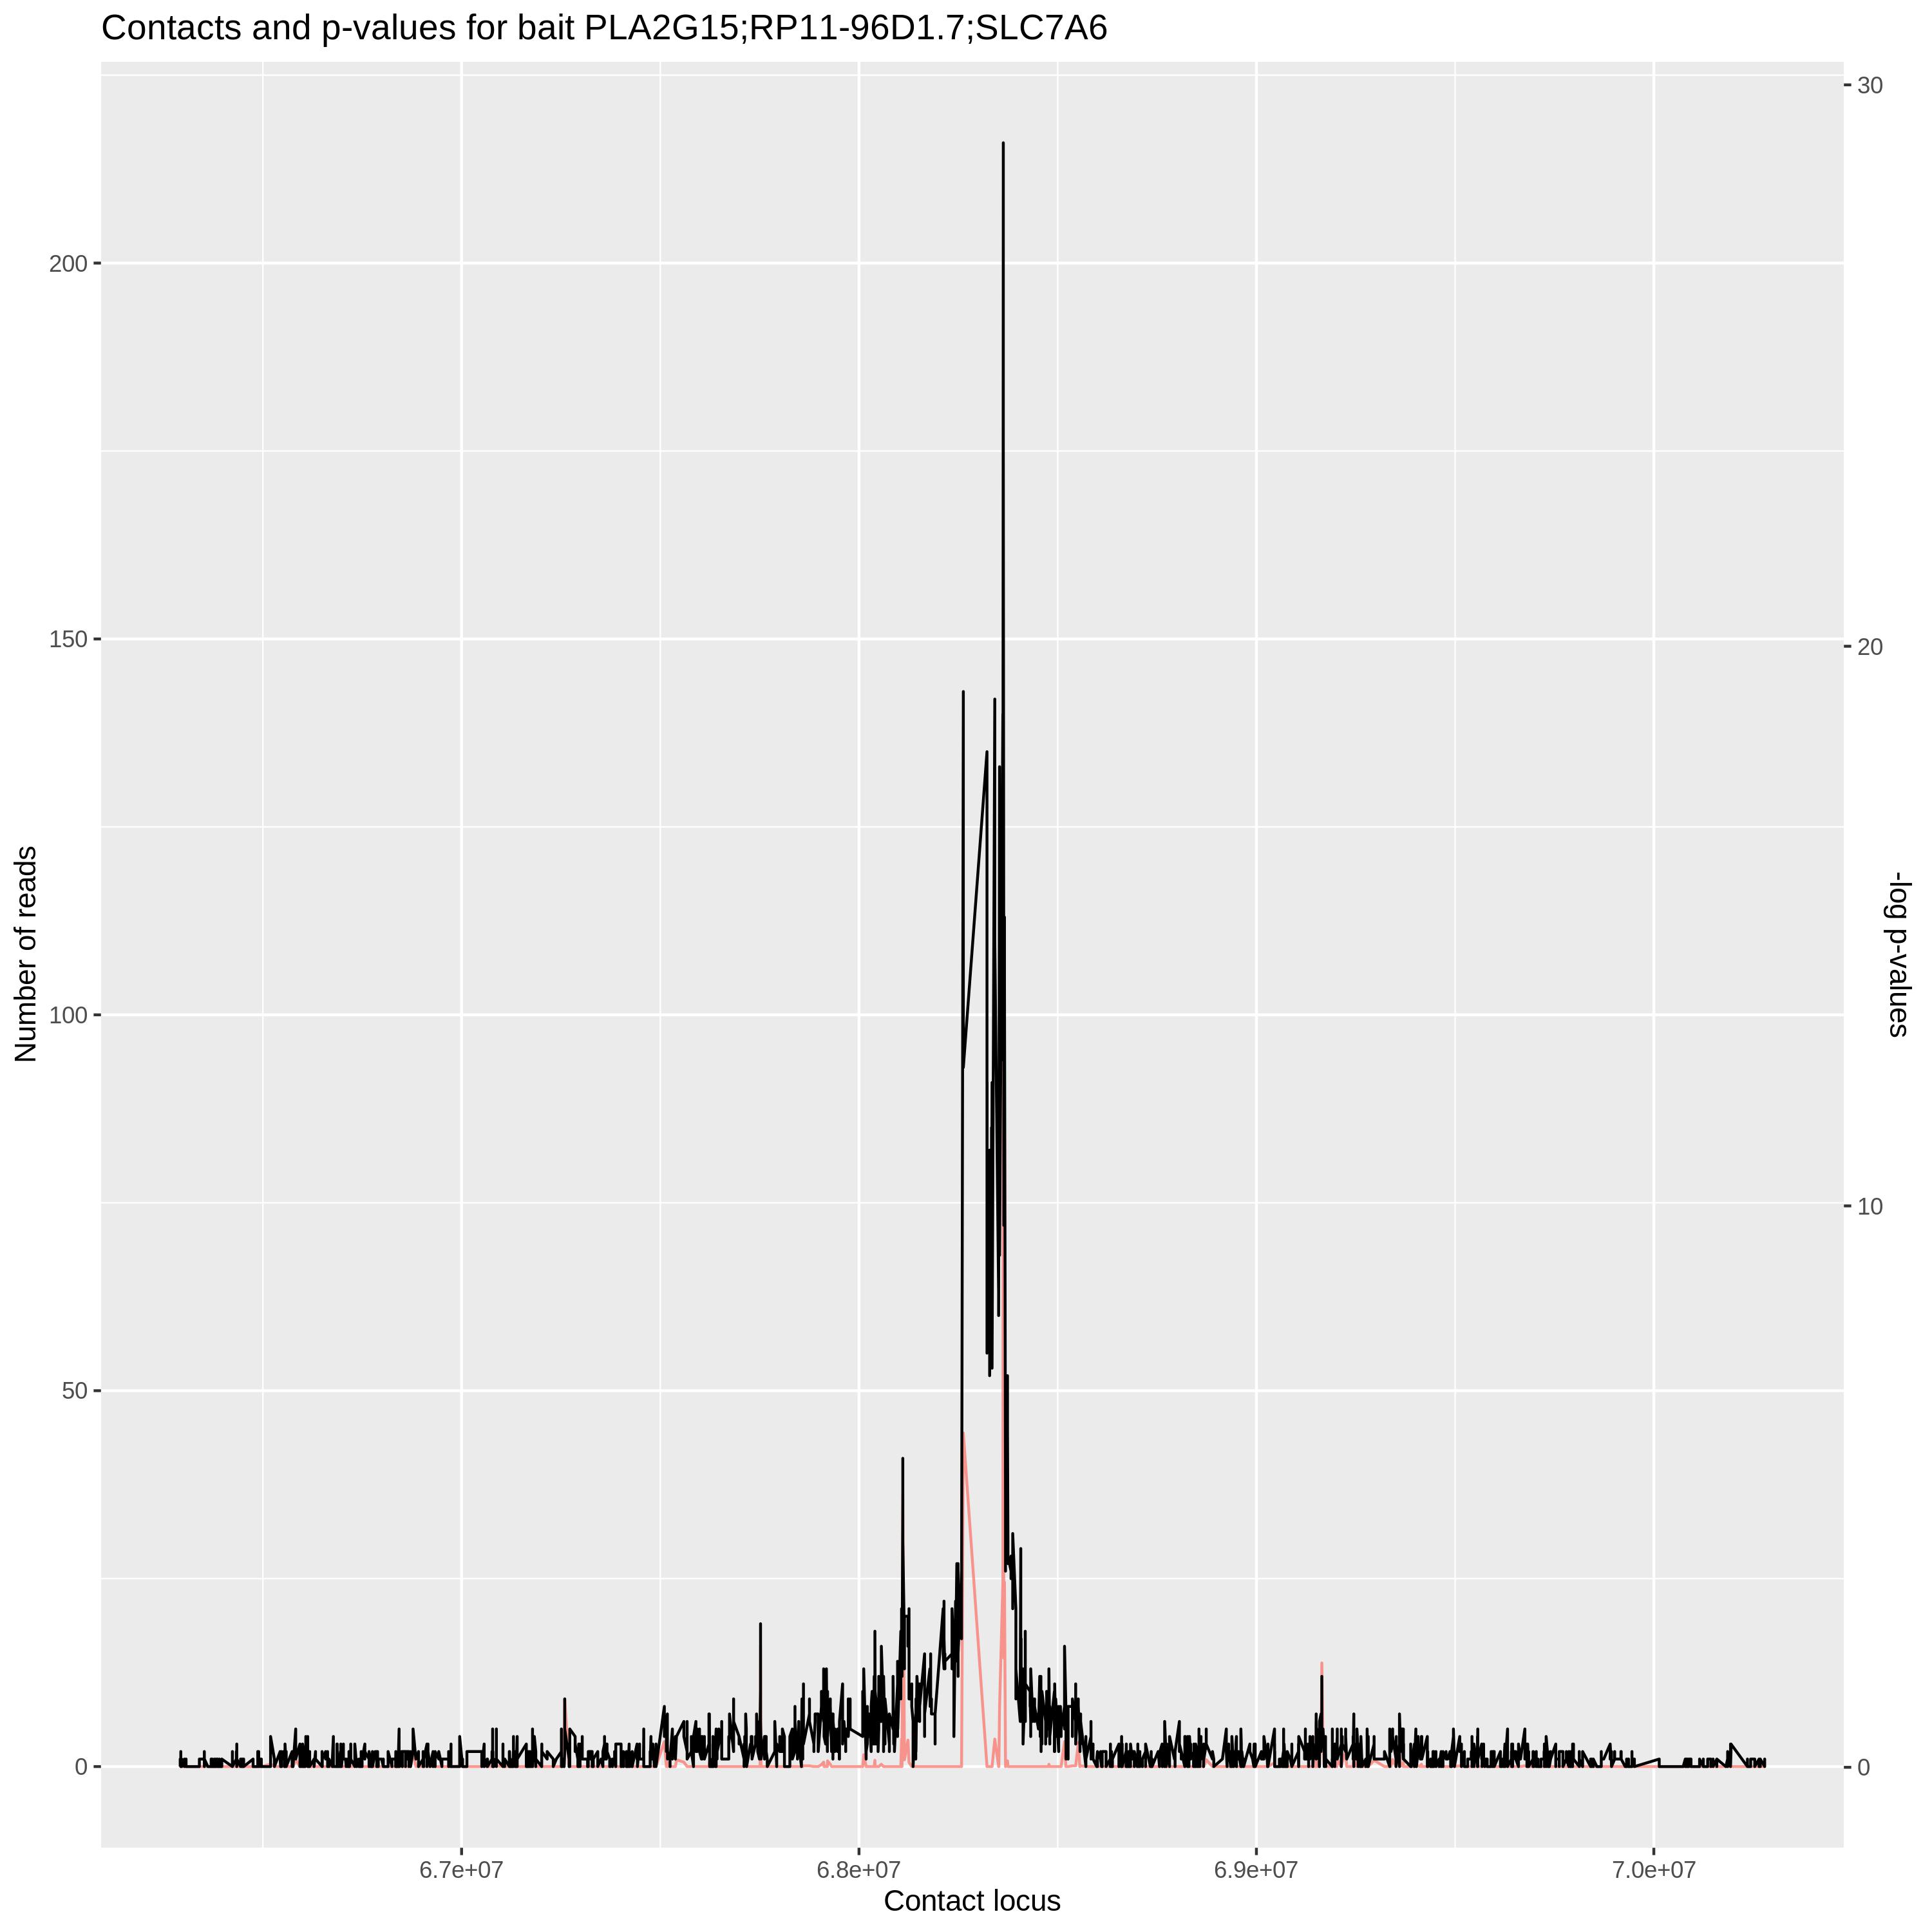 Contacts and p-values for bait PLA2G15;RP11-96D1.7;SLC7A6
30
200
150
20
Number of reads
-log p-values
100
10
50
0
0
6.7e+07
6.8e+07
6.9e+07
7.0e+07
Contact locus